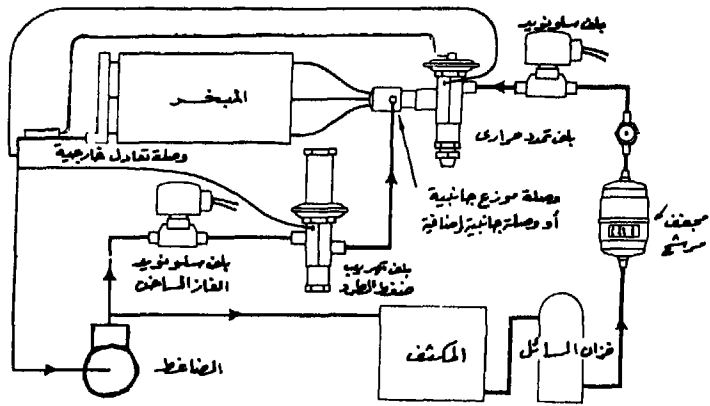 بلف سلونويد
المبخر
بلف تمدد حرارى
وصلة تعادل خارجية
وصلة موزع جانبية
أو وصلة جانبية إضافية
مجفف
مرشح
بلف سلونويد
الغاز الساخن
بلف تهريب
ضغط الطرد
المكثف
خزان السائل
الضاغط